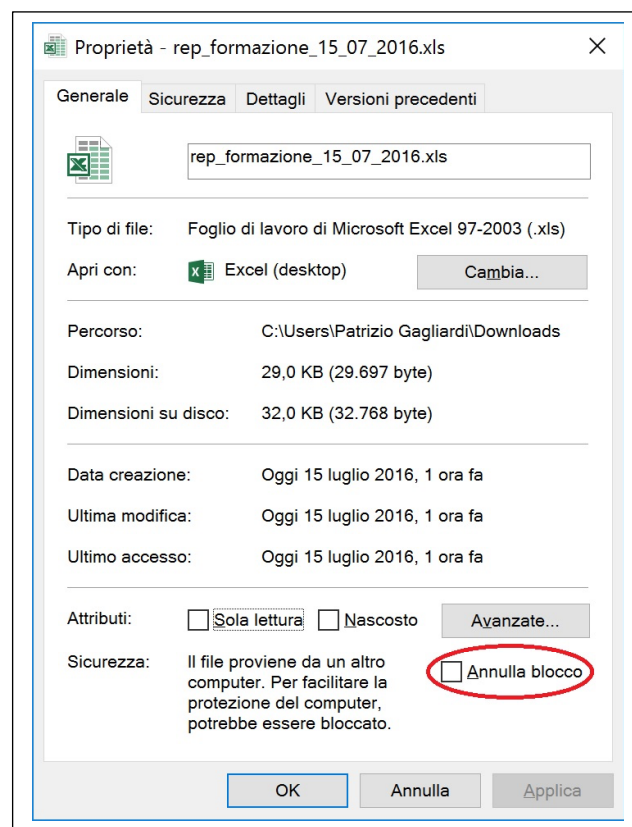 Proprietà - rep_formazione_15_07_2016.xls
Generale Sicurezza Dettagli Versioni precedenti
rep_formazione_15_07_2016.xls
Tipo di file: Foglio di lavoro di Microsoft Excel 97-2003 (.xls)
Apri con: Excel (desktop) Cambia...
Percorso: C:\Users\Patrizio Gagliardi\Downloads
Dimensioni: 29,0 KB (29.697 byte)
Dimensioni su disco: 32,0 KB (32.768 byte)
Data creazione: Oggi 15 luglio 2016, 1 ora fa
Ultima modifica: Oggi 15 luglio 2016, 1 ora fa
Ultimo accesso: Oggi 15 luglio 2016, 1 ora fa
Attributi: Sola lettura Nascosto Avanzate...
Sicurezza: Il file proviene da un altro
computer. Per facilitare la
protezione del computer,
potrebbe essere bloccato.
Annulla blocco
OK Annulla Applica